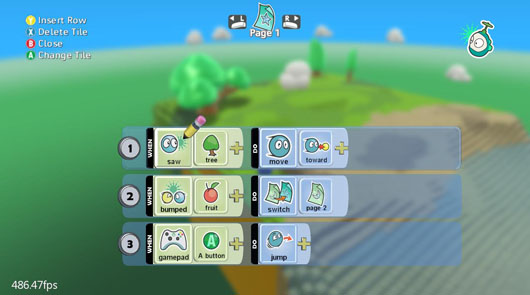 Y Insert Row
X Delete Tile
B Close
A Change Tile
L Page 1 R
1 WHEN saw tree + DO move toward +
2 WHEN bumped fruit + DO switch page 2
3 WHEN gamepad A A button + DO jump +
486.47fps